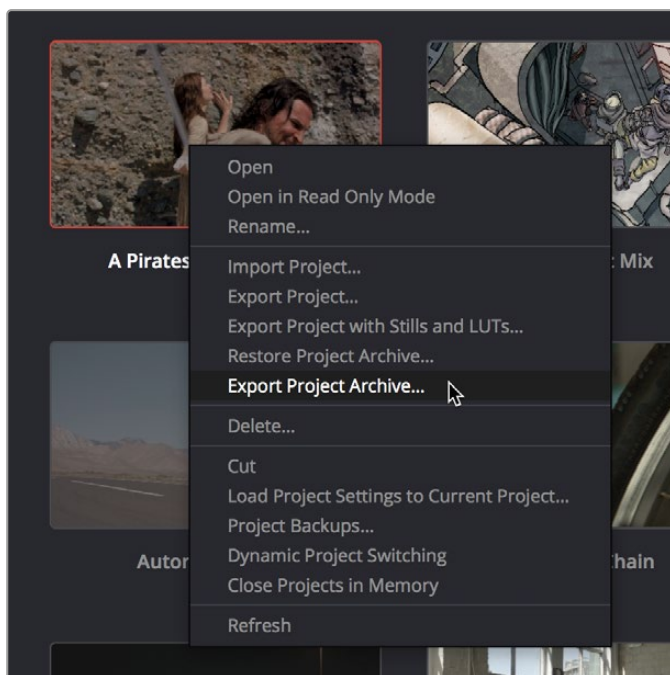 Open
Open in Read Only Mode
Rename...
A Pirates
: Mix
Import Project...
Export Project...
Export Project with Stills and LUTs...
Restore Project Archive...
Export Project Archive...
Delete...
Cut
Load Project Settings to Current Project...
Project Backups...
Dynamic Project Switching
Autor
hain
Close Projects in Memory
Refresh